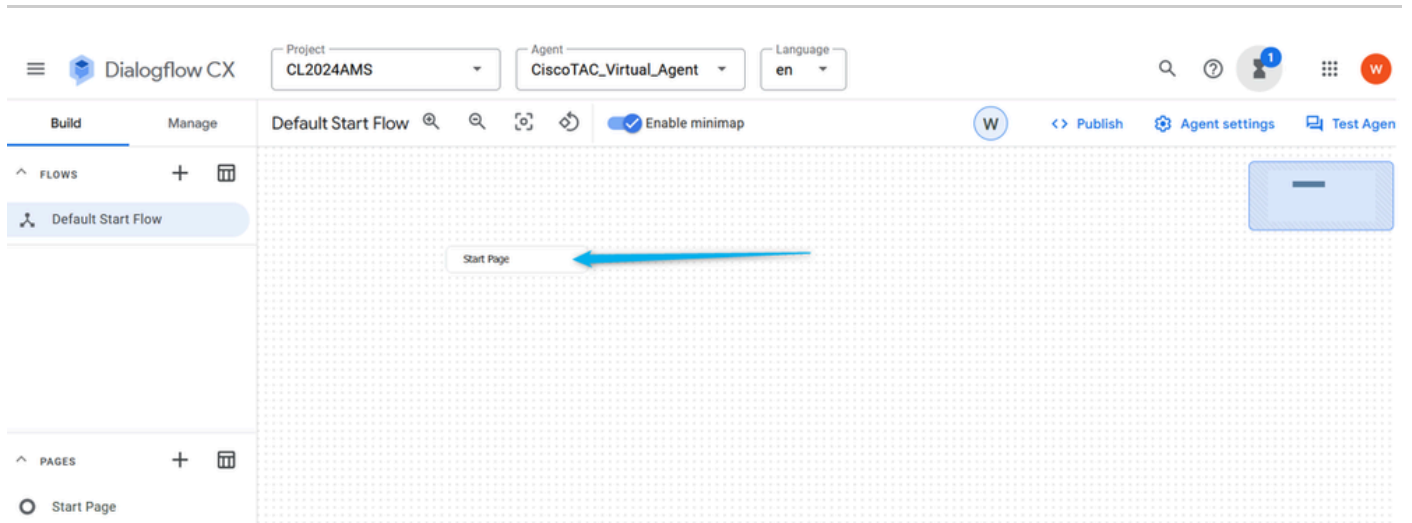 Project
Agent
Language
Dialogflow CX
CL2024AMS
CiscoTAC_Virtual_Agent
en
1
W
Build
Manage
Default Start Flow
Enable minimap
W
<> Publish
Agent settings
Test Agen
FLOWS
Default Start Flow
Start Page
PAGES
Start Page